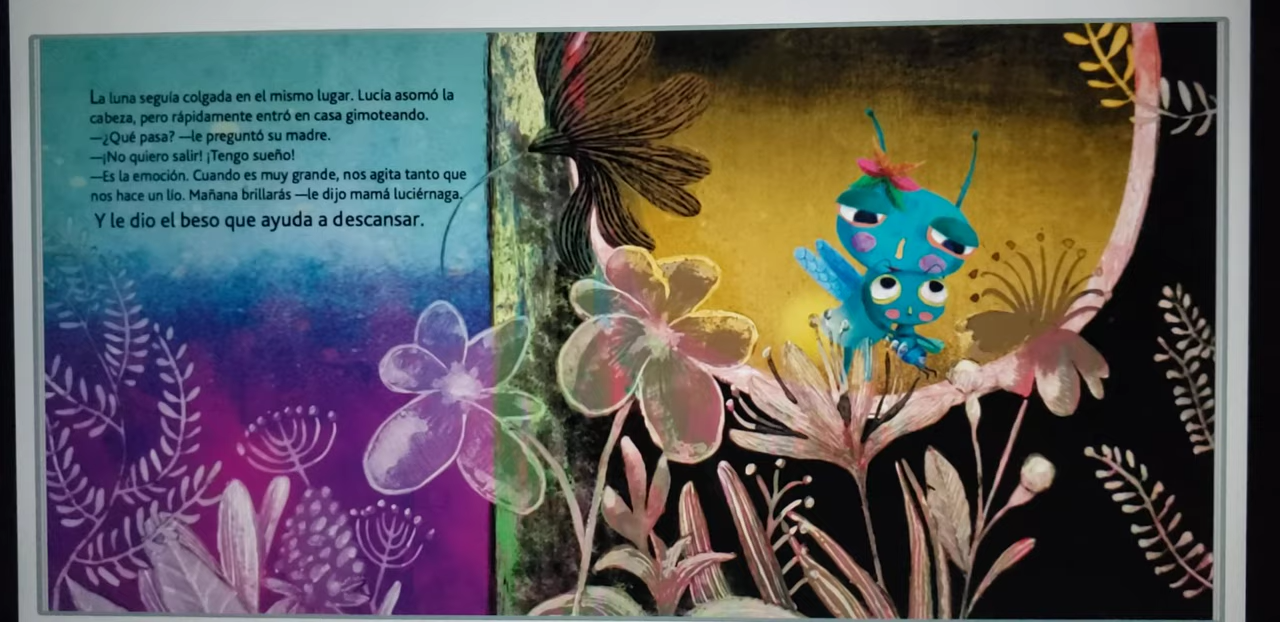 La luna seguía colgada en el mismo lugar. Lucía asomó la
cabeza, pero rápidamente entró en casa gimoteando.
—¿Qué pasa? —le preguntó su madre.
—¡No quiero salir! ¡Tengo sueño!
—Es la emoción. Cuando es muy grande, nos agita tanto que
nos hace un lío. Mañana brillarás —le dijo mamá luciérnaga.
Y le dio el beso que ayuda a descansar.